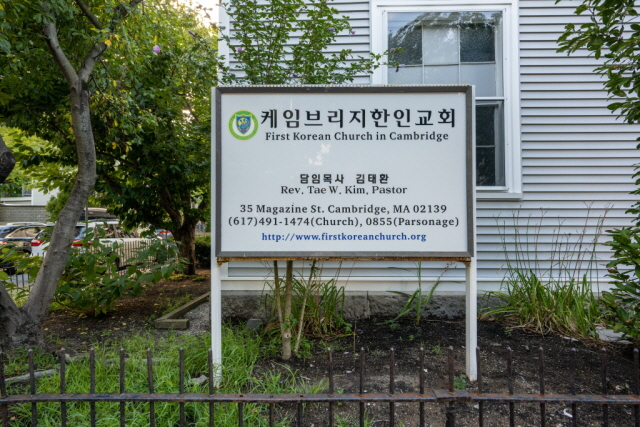 케임브리지한인교회
First Korean Church in Cambridge
담임목사 김태환
Rev. Tae W. Kim, Pastor
35 Magazine St. Cambridge, MA 02139
(617)491-1474(Church), 0855(Parsonage)
http://www.firstkoreanchurch.org